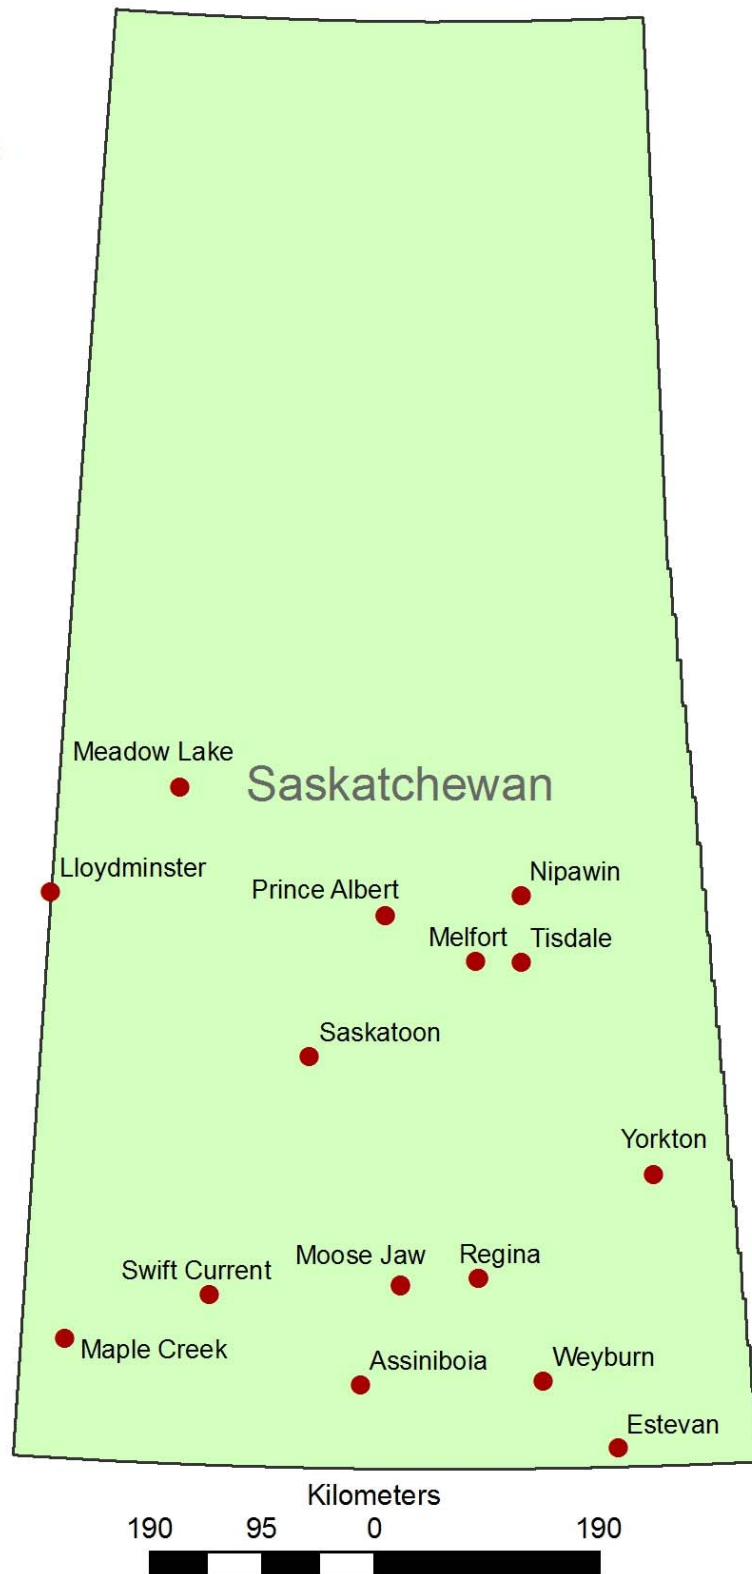 Meadow Lake
Saskatchewan
Lloydminster
Nipawin
Prince Albert
Melfort
Tisdale
Saskatoon
Yorkton
Moose Jaw
Regina
Swift Current
Maple Creek
Assiniboia
Weyburn
Estevan
Kilometers
190 95 0 190